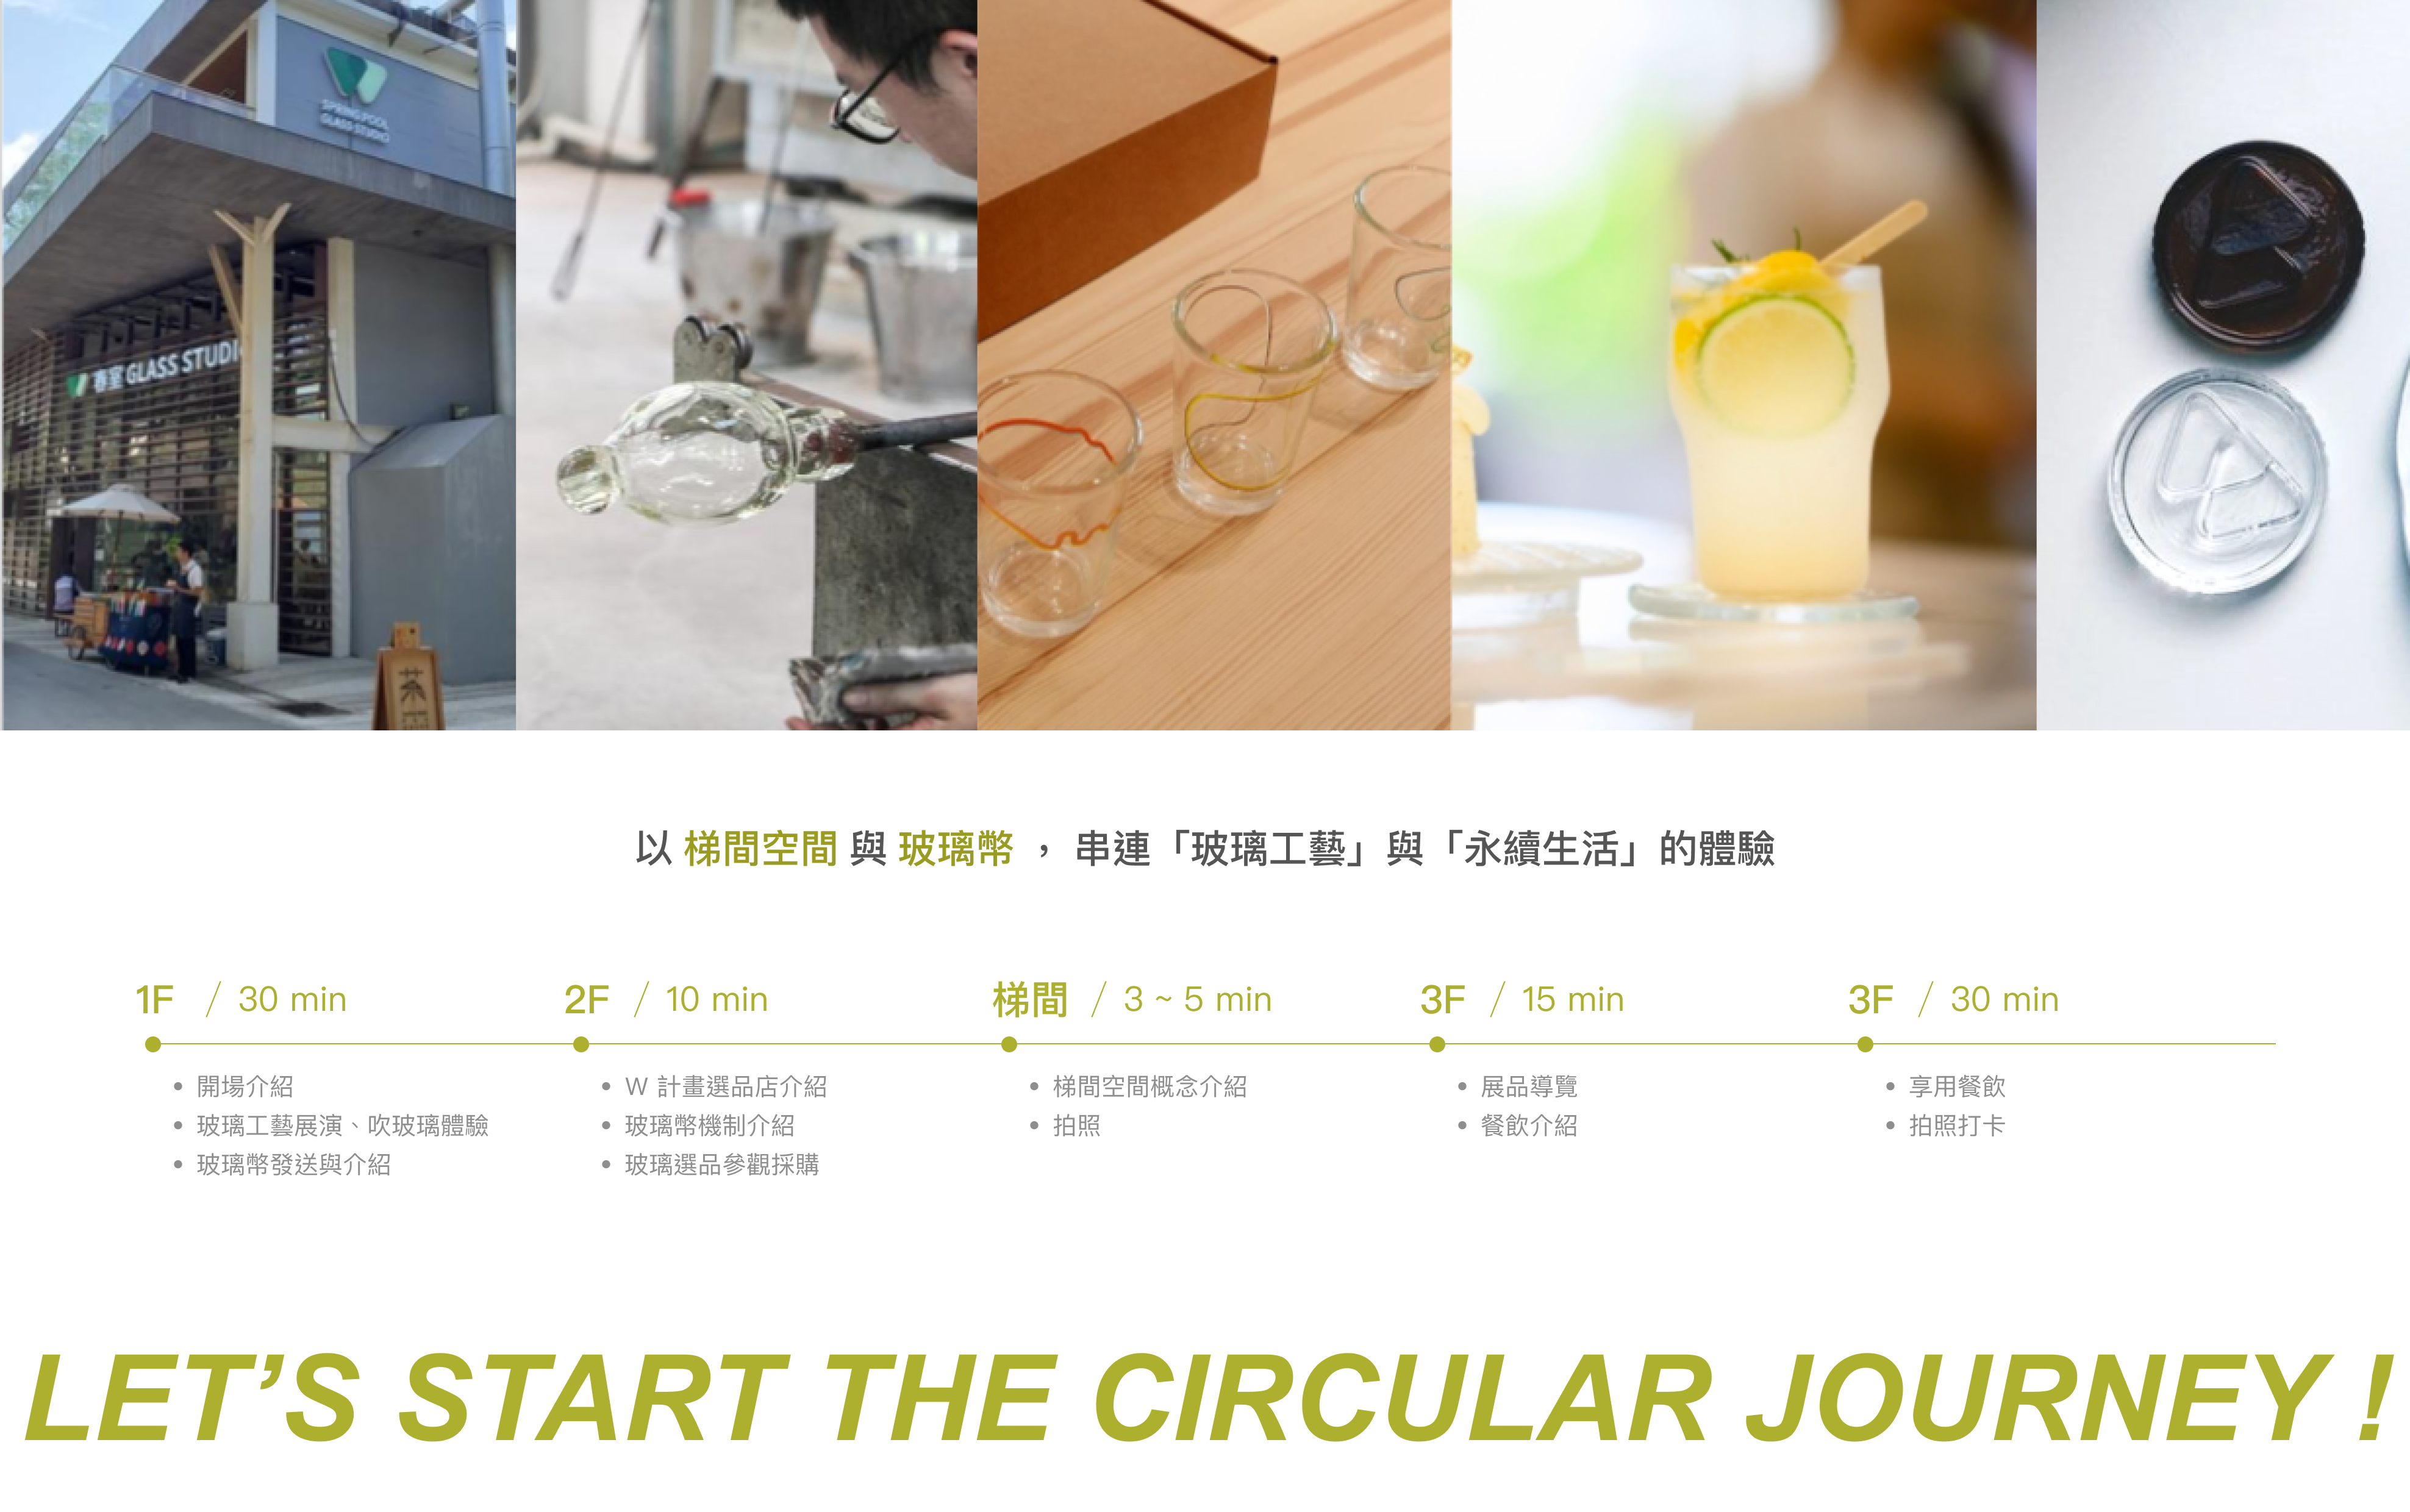 SPRING POOL
GLASS STUDIO
春室 GLASS STUDI
茶
以 梯間空間 與 玻璃幣 ， 串連「玻璃工藝」與「永續生活」的體驗
1F / 30 min
開場介紹
玻璃工藝展演、吹玻璃體驗
玻璃幣發送與介紹
2F / 10 min
W 計畫選品店介紹
玻璃幣機制介紹
玻璃選品參觀採購
梯間 / 3 ~ 5 min
梯間空間概念介紹
拍照
3F / 15 min
展品導覽
餐飲介紹
3F / 30 min
享用餐飲
拍照打卡
LET’S START THE CIRCULAR JOURNEY !